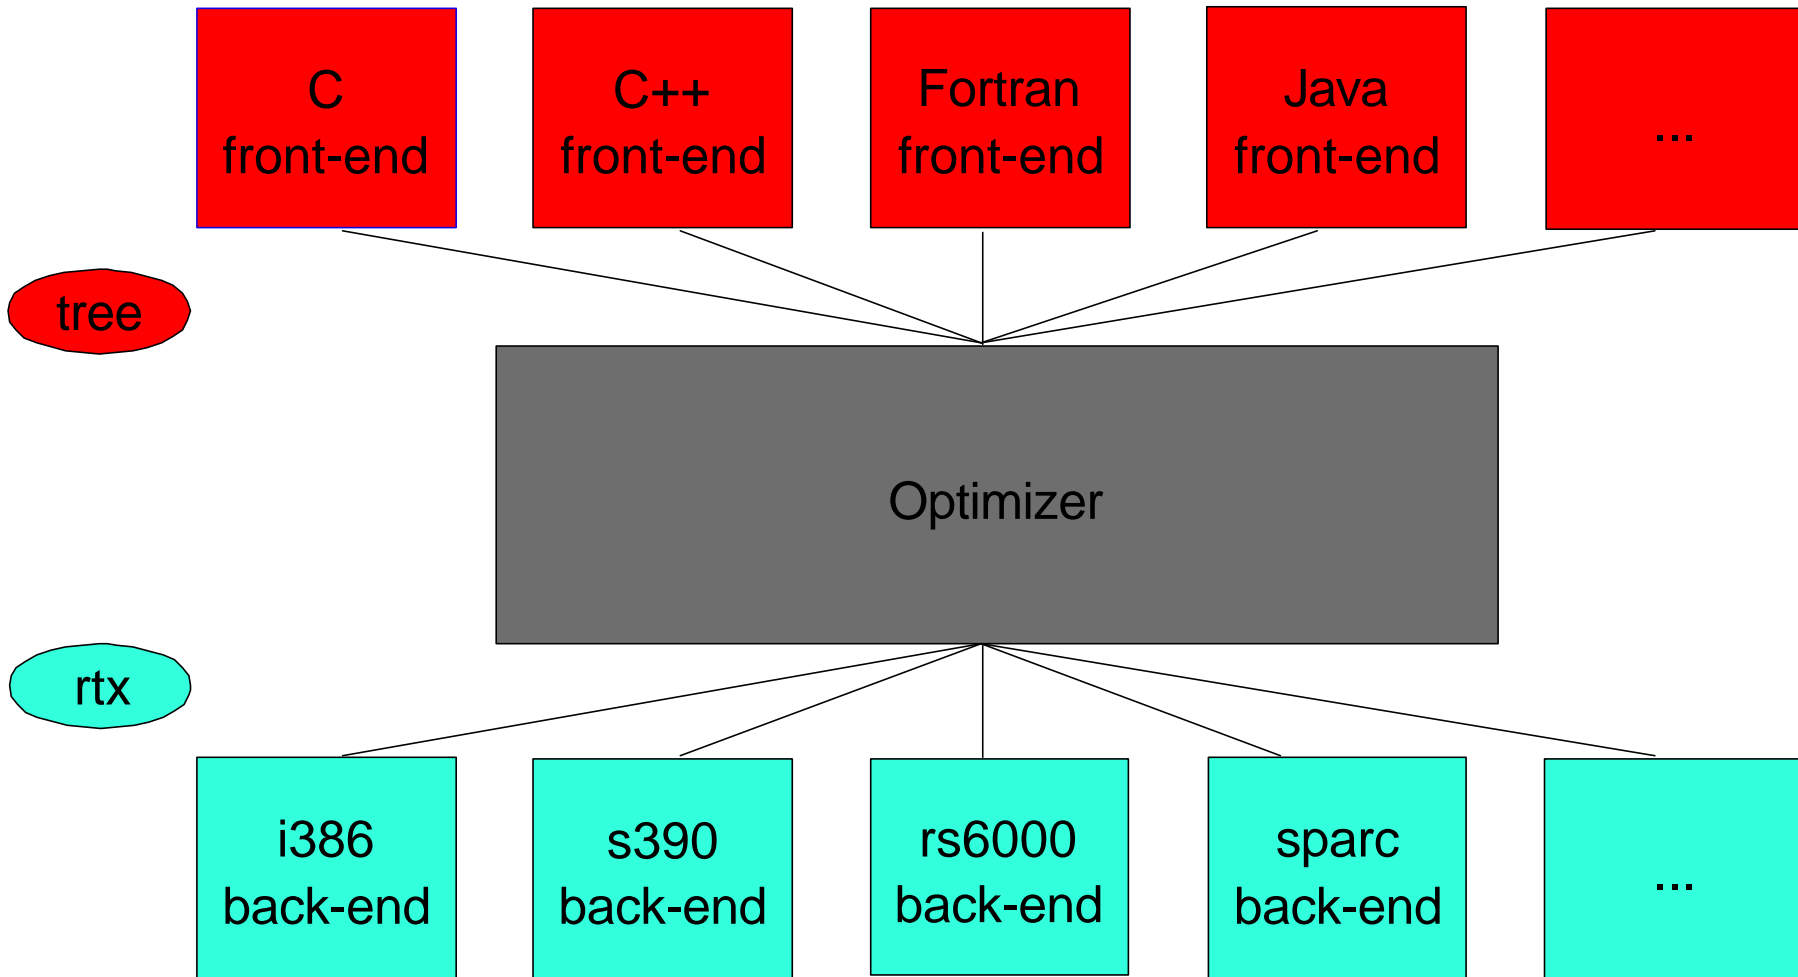 C
front-end
C++
front-end
Fortran
front-end
Java
front-end
...
tree
Optimizer
rtx
i386
back-end
s390
back-end
rs6000
back-end
sparc
back-end
...